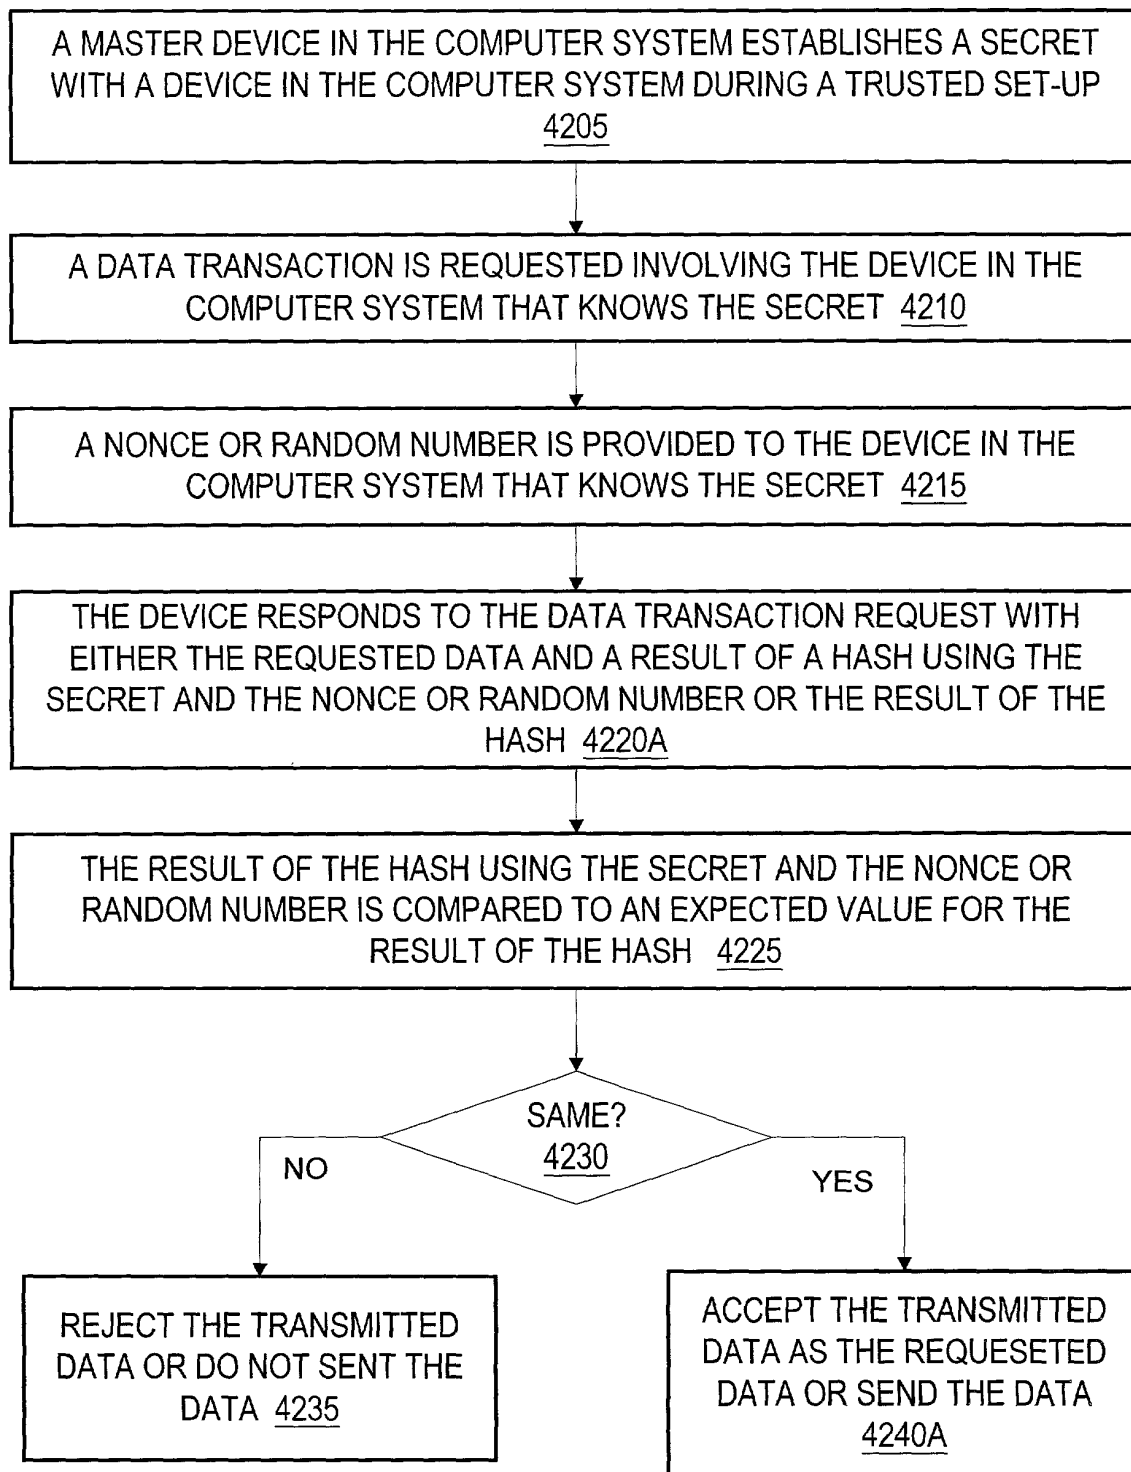 A MASTER DEVICE IN THE COMPUTER SYSTEM ESTABLISHES A SECRET
WITH A DEVICE IN THE COMPUTER SYSTEM DURING A TRUSTED SET-UP
4205
A DATA TRANSACTION IS REQUESTED INVOLVING THE DEVICE IN THE
COMPUTER SYSTEM THAT KNOWS THE SECRET 4210
A NONCE OR RANDOM NUMBER IS PROVIDED TO THE DEVICE IN THE
COMPUTER SYSTEM THAT KNOWS THE SECRET 4215
THE DEVICE RESPONDS TO THE DATA TRANSACTION REQUEST WITH
EITHER THE REQUESTED DATA AND A RESULT OF A HASH USING THE
SECRET AND THE NONCE OR RANDOM NUMBER OR THE RESULT OF THE
HASH 4220A
THE RESULT OF THE HASH USING THE SECRET AND THE NONCE OR
RANDOM NUMBER IS COMPARED TO AN EXPECTED VALUE FOR THE
RESULT OF THE HASH 4225
SAME?
4230
NO
YES
REJECT THE TRANSMITTED
DATA OR DO NOT SENT THE
DATA 4235
ACCEPT THE TRANSMITTED
DATA AS THE REQUESETED
DATA OR SEND THE DATA
4240A